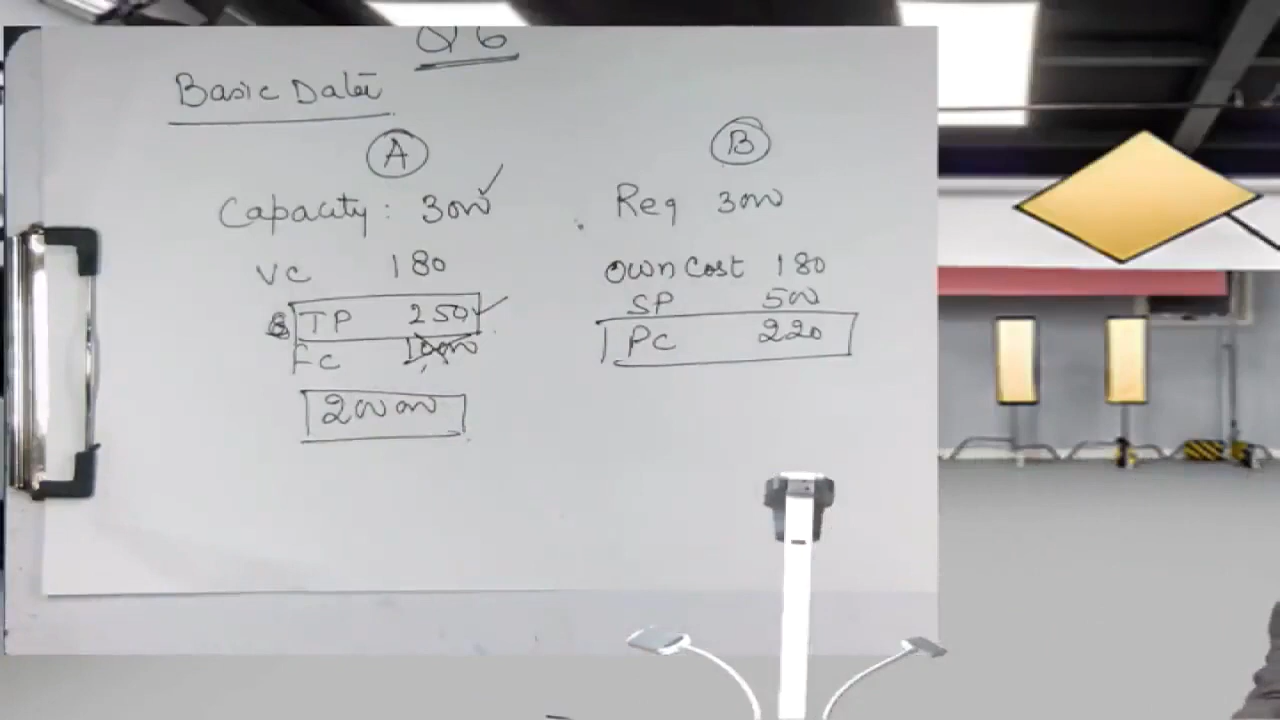 Q6
Basic Data
A
Capacity: 3000
VC 180
TP 250
FC
20000
B
Req 3000
Own Cost 180
SP 500
PC 220